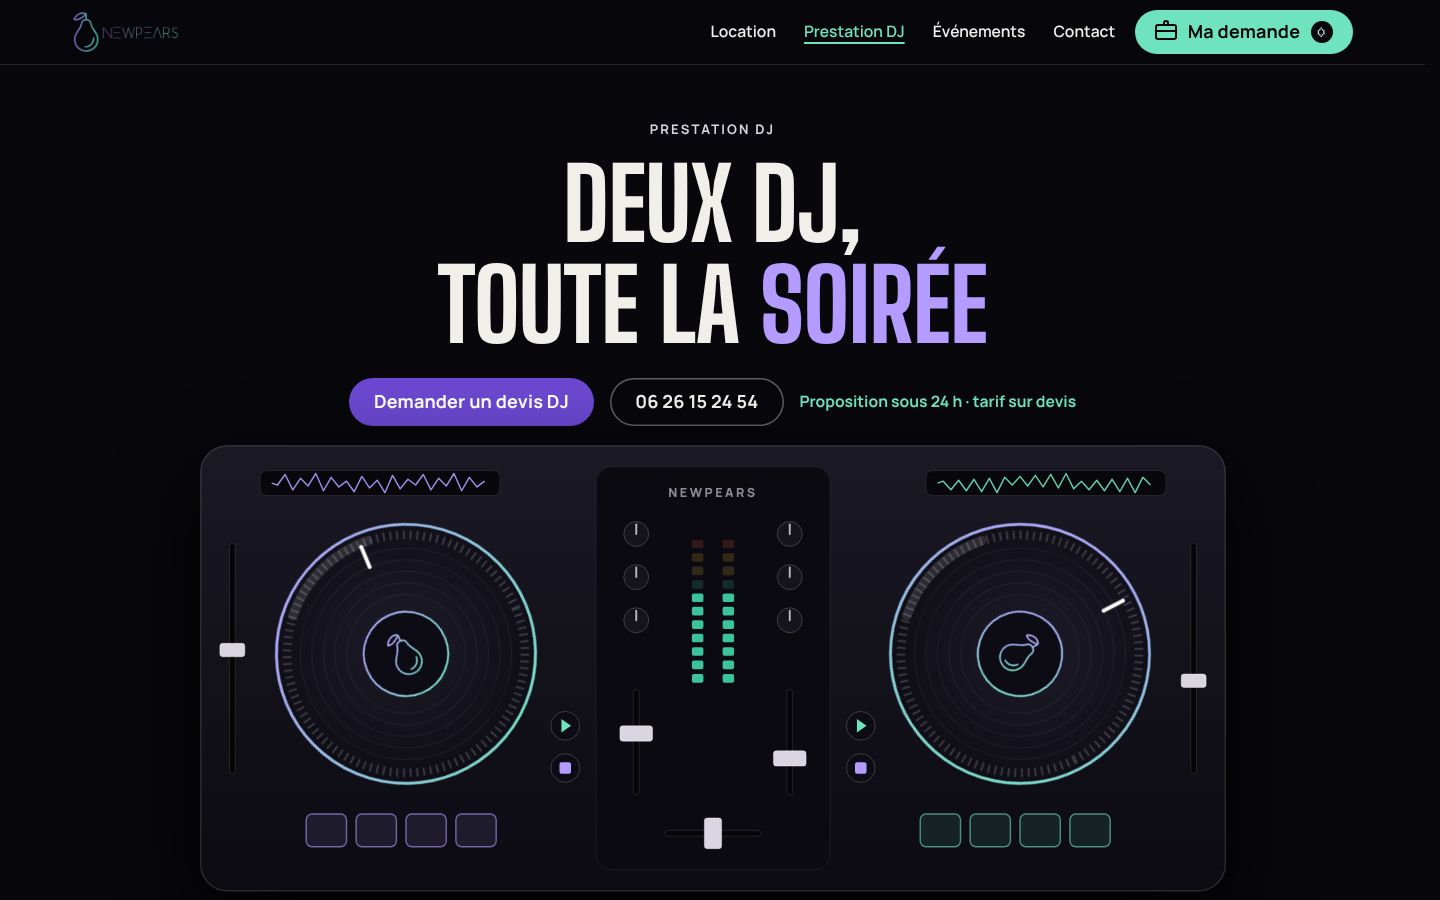 NEWPEARS
Location
Prestation DJ
Événements
Contact
Ma demande
PRESTATION DJ
DEUX DJ,
TOUTE LA SOIRÉE
Demander un devis DJ
06 26 15 24 54
Proposition sous 24 h · tarif sur devis
NEWPEARS